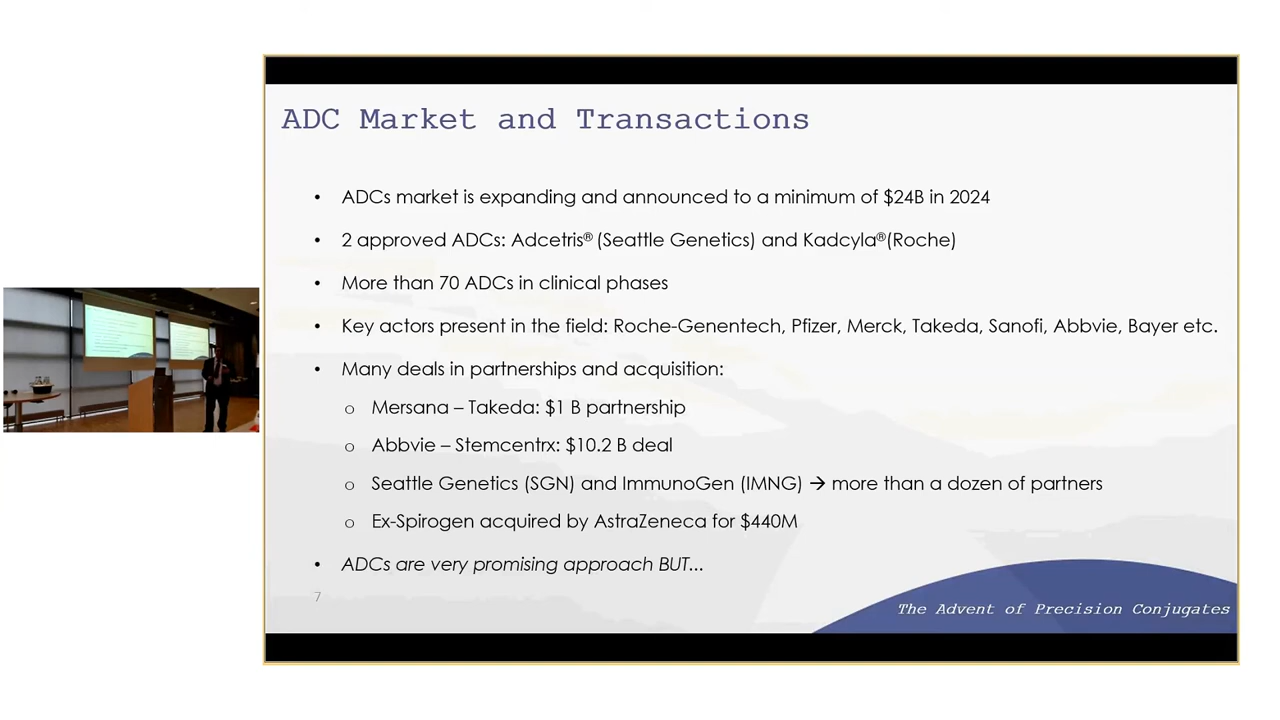 ADC Market and Transactions
• ADCs market is expanding and announced to a minimum of $24B in 2024
• 2 approved ADCs: Adcetris® (Seattle Genetics) and Kadcyla®(Roche)
• More than 70 ADCs in clinical phases
• Key actors present in the field: Roche-Genentech, Pfizer, Merck, Takeda, Sanofi, Abbvie, Bayer etc.
• Many deals in partnerships and acquisition:
o Mersana – Takeda: $1 B partnership
o Abbvie – Stemcentrx: $10.2 B deal
o Seattle Genetics (SGN) and ImmunoGen (IMNG) → more than a dozen of partners
o Ex-Spirogen acquired by AstraZeneca for $440M
• ADCs are very promising approach BUT...
7
The Advent of Precision Conjugates